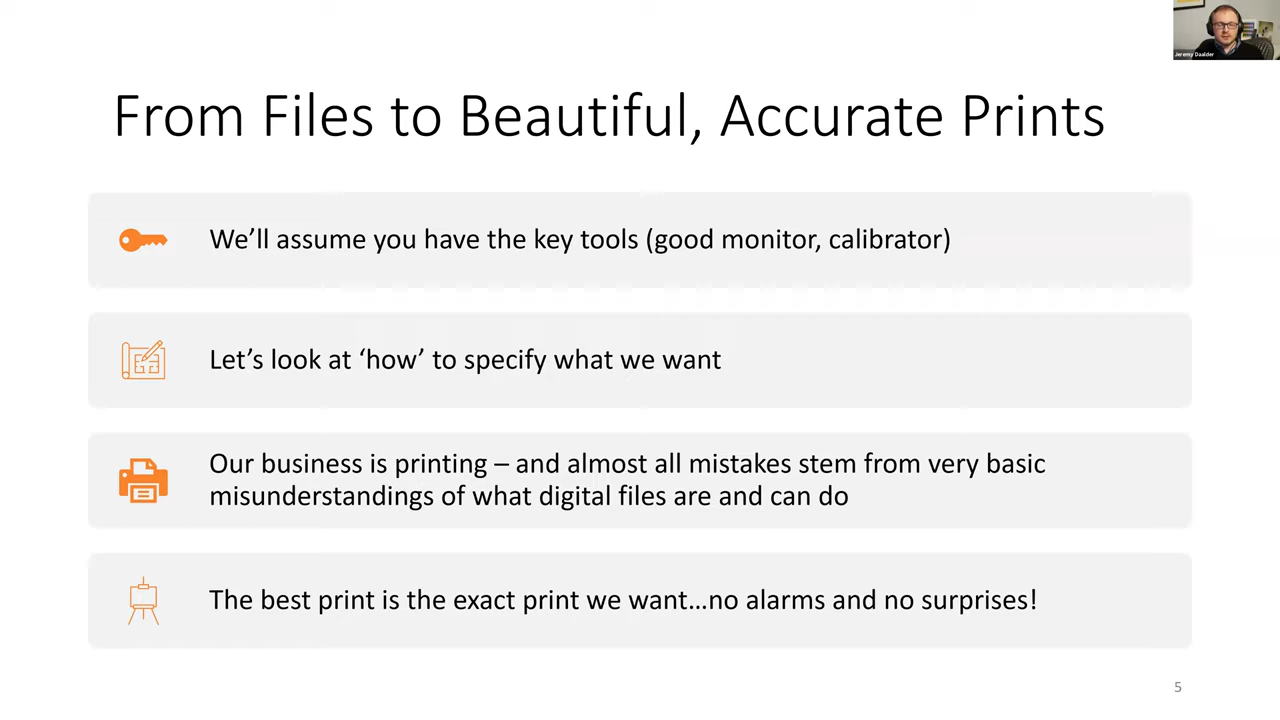 Jeremy Daalder
From Files to Beautiful, Accurate Prints
We’ll assume you have the key tools (good monitor, calibrator)
Let’s look at ‘how’ to specify what we want
Our business is printing – and almost all mistakes stem from very basic
misunderstandings of what digital files are and can do
The best print is the exact print we want…no alarms and no surprises!
5